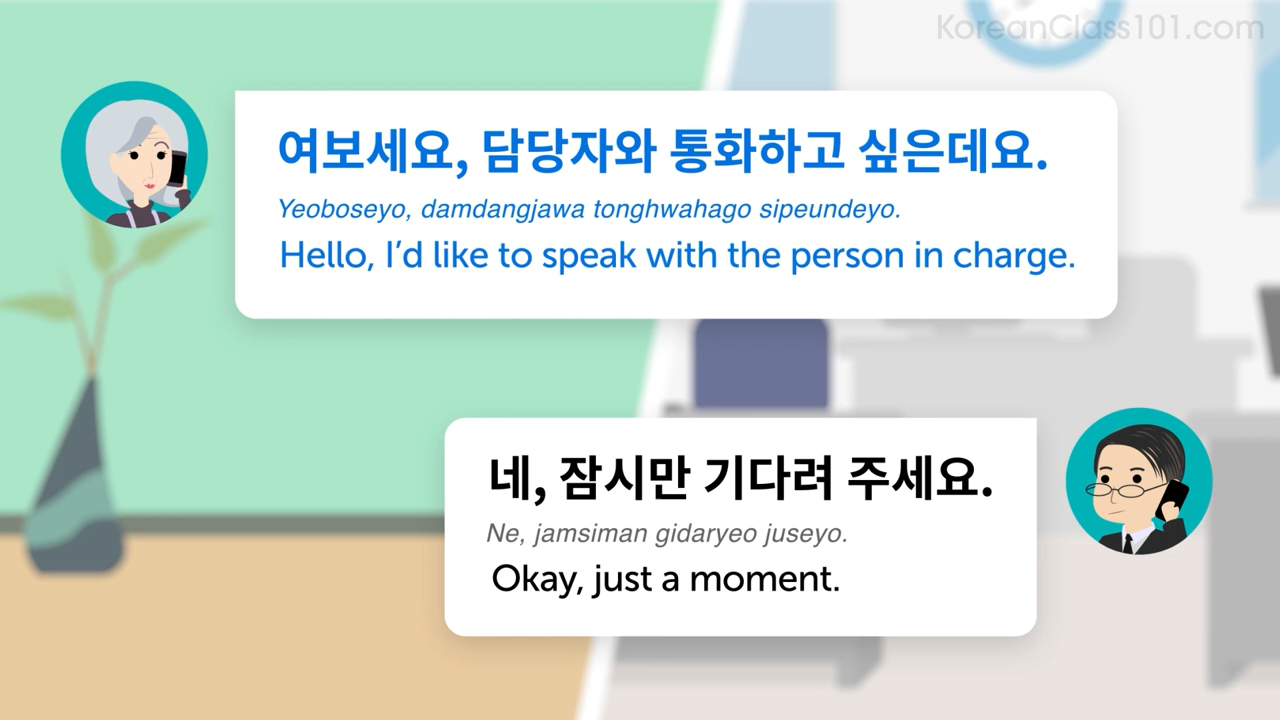 KoreanClass101.com
여보세요, 담당자와 통화하고 싶은데요.
Yeoboseyo, damdangjawa tonghwahago sipeundeyo.
Hello, I’d like to speak with the person in charge.
네, 잠시만 기다려 주세요.
Ne, jamsiman gidaryeo juseyo.
Okay, just a moment.